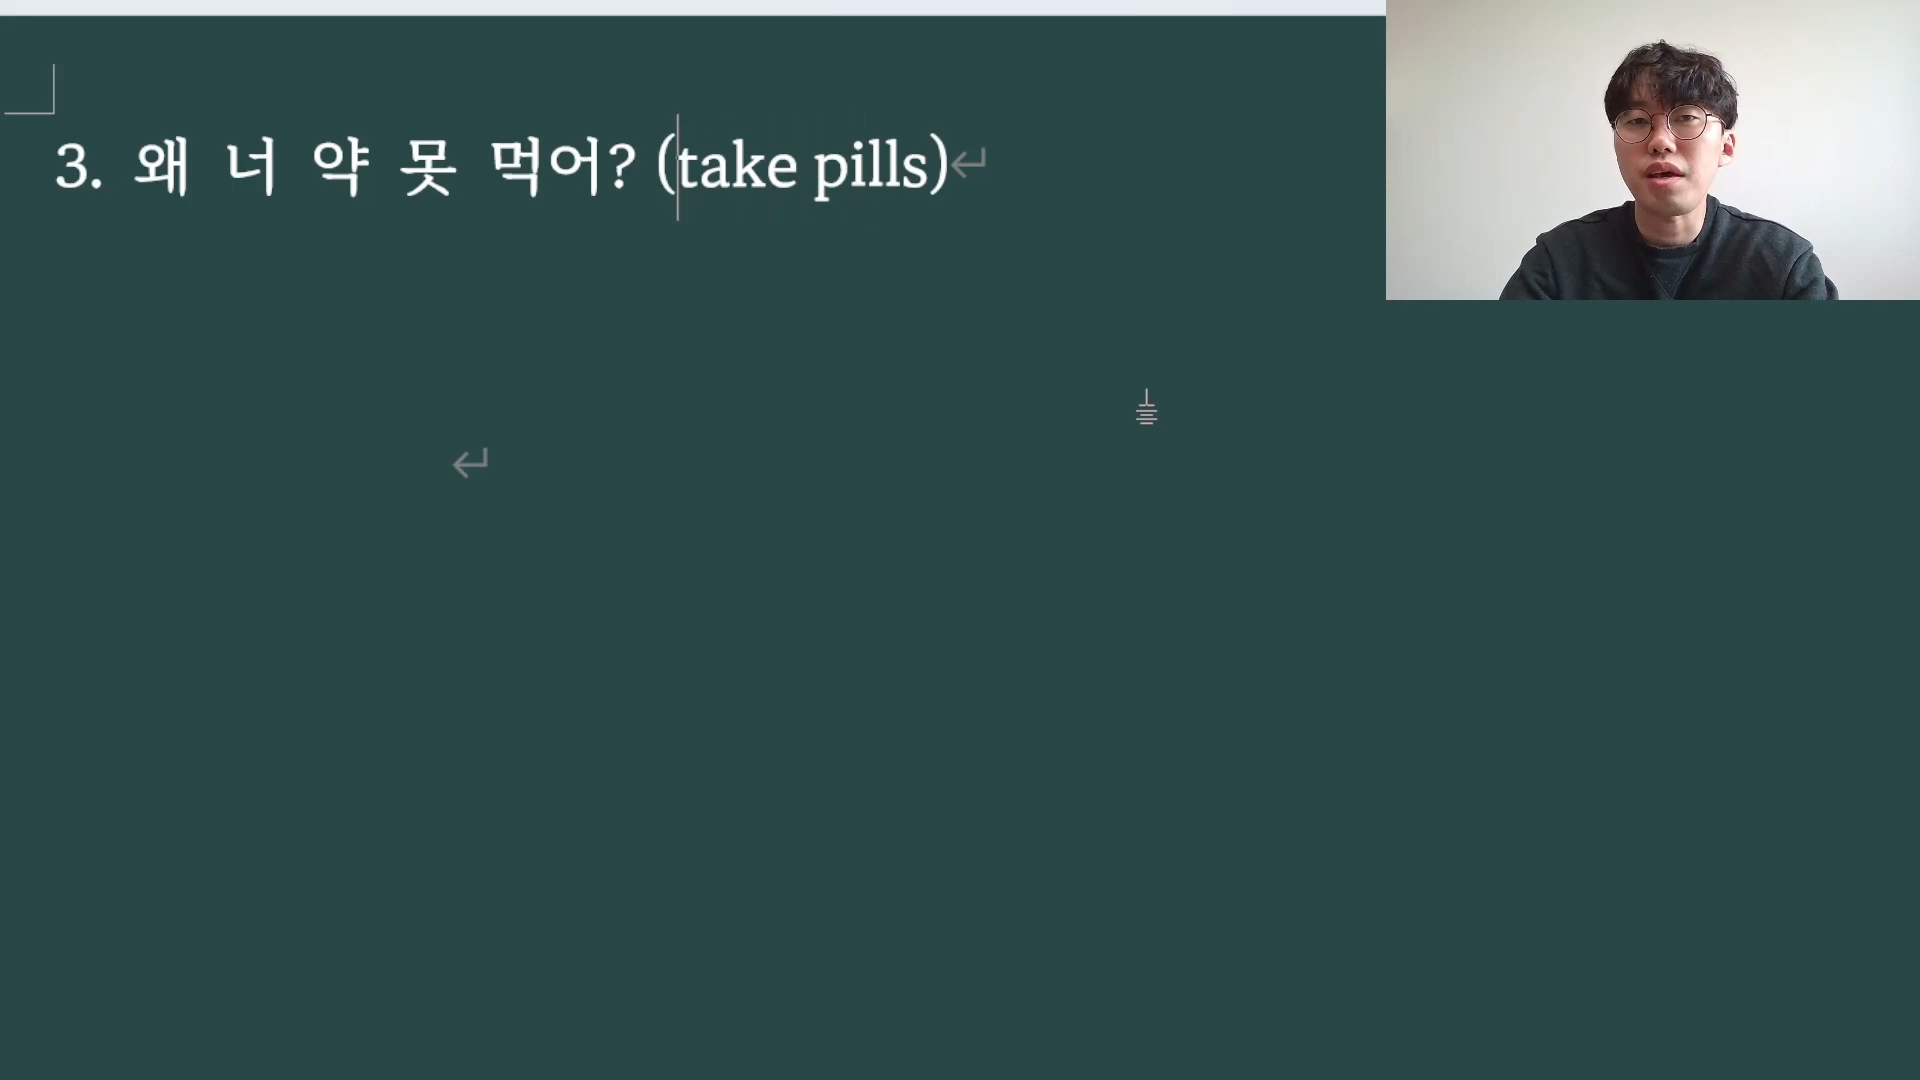 3. 왜 너 약 못 먹어? (take pills)